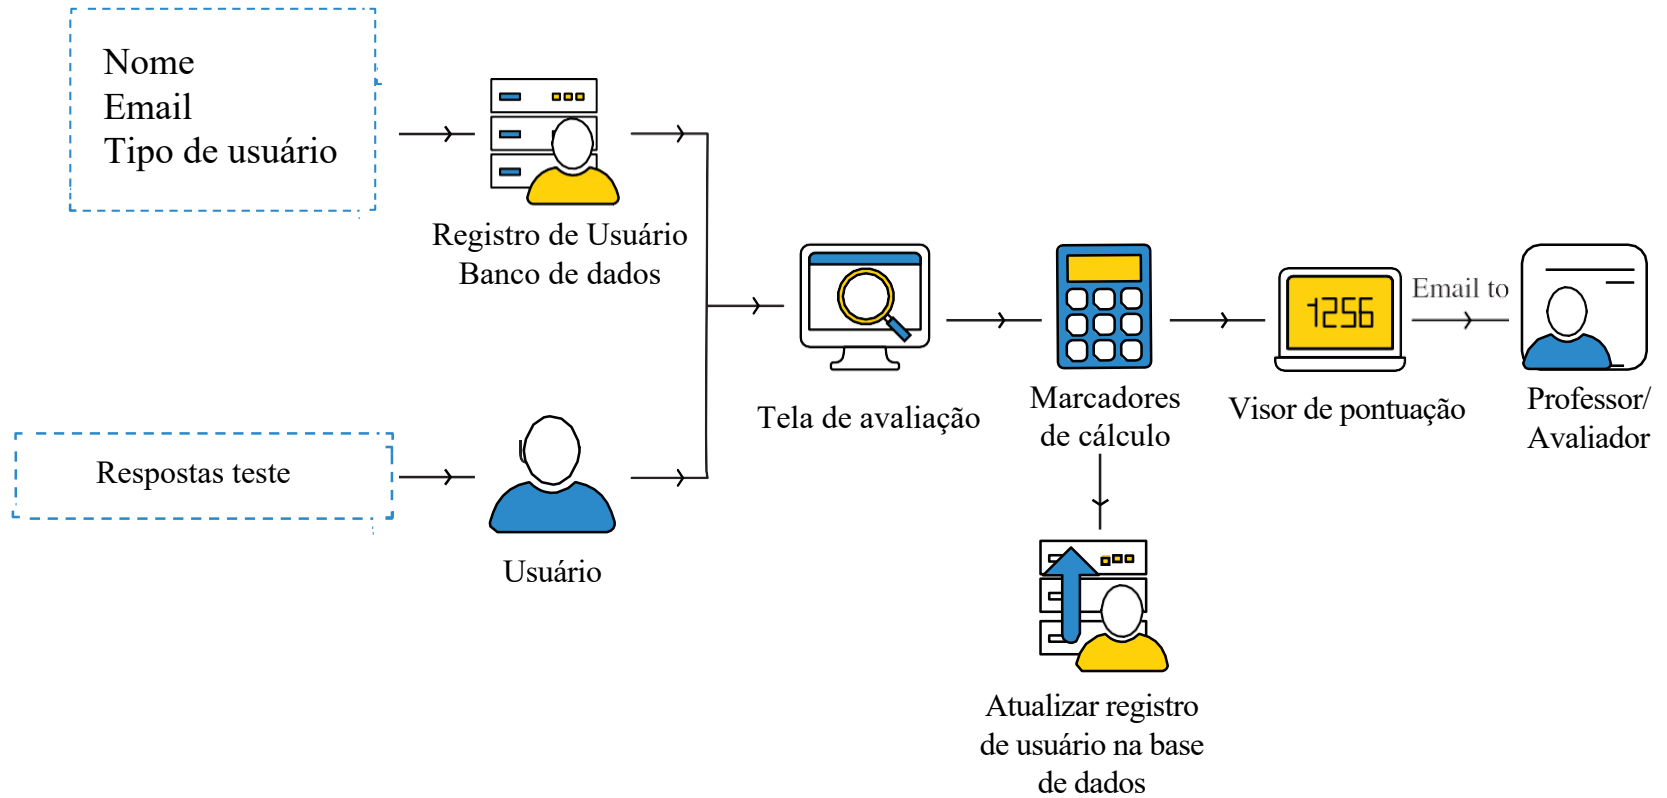 Nome
Email
Tipo de usuário
Registro de Usuário
Banco de dados
Respostas teste
Usuário
Tela de avaliação
Marcadores
de cálculo
1256
Visor de pontuação
Email to
Professor/
Avaliador
Atualizar registro
de usuário na base
de dados